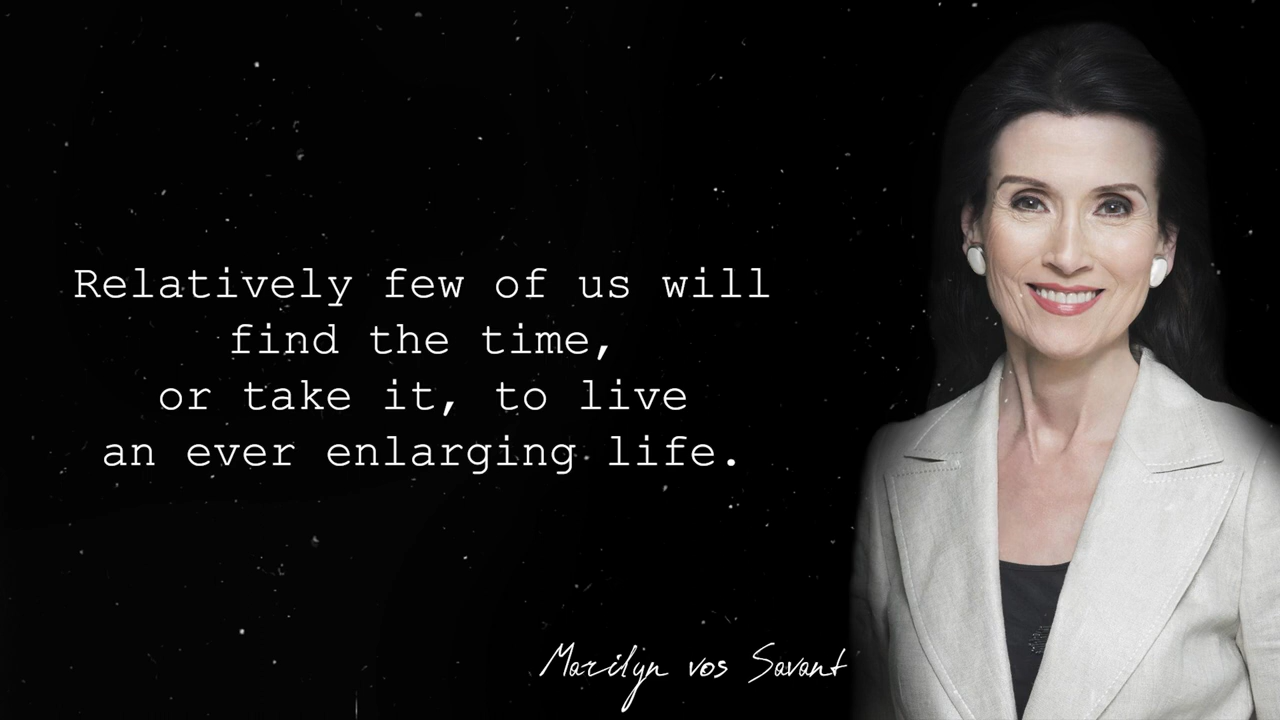 Relatively few of us will
find the time,
or take it, to live
an ever enlarging life.
Marilyn vos Savant